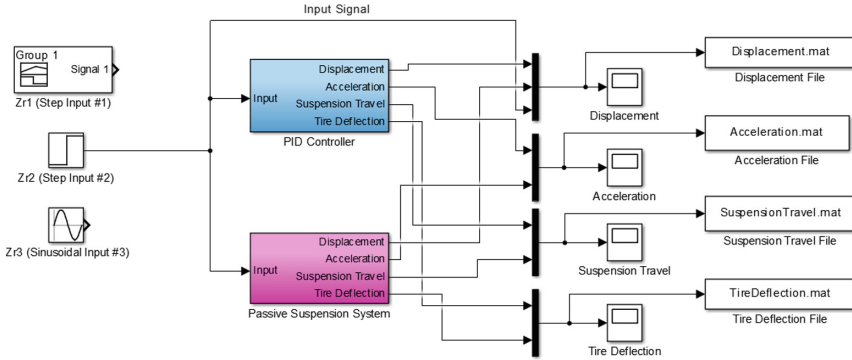 Input Signal
Group 1
Signal 1
Zr1 (Step Input #1)
Zr2 (Step Input #2)
Zr3 (Sinusoidal Input #3)
Input
Displacement
Acceleration
Suspension Travel
Tire Deflection
PID Controller
Input
Displacement
Acceleration
Suspension Travel
Tire Deflection
Passive Suspension System
Displacement
Displacement.mat
Displacement File
Acceleration
Acceleration.mat
Acceleration File
Suspension Travel
SuspensionTravel.mat
Suspension Travel File
Tire Deflection
TireDeflection.mat
Tire Deflection File